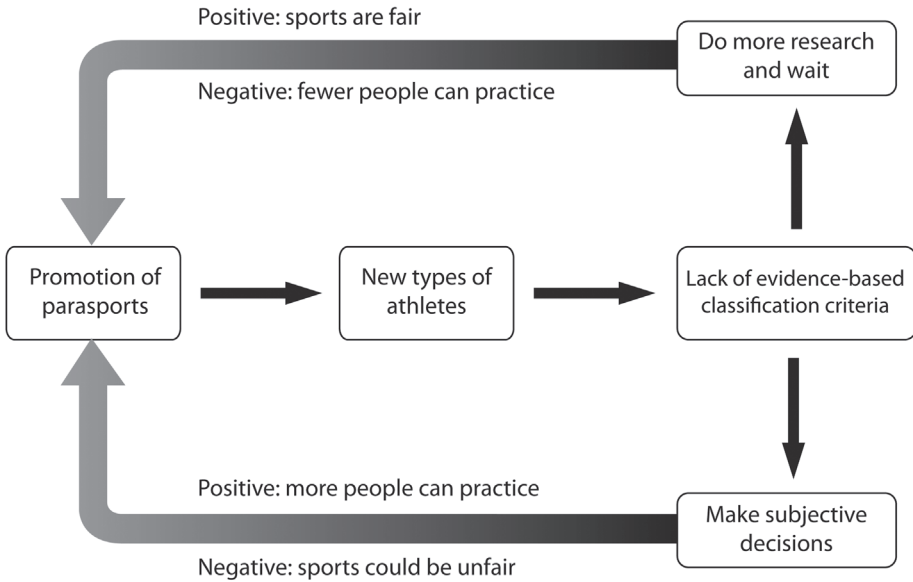 Positive: sports are fair
Do more research
and wait
Negative: fewer people can practice
Promotion of
parasports
New types of
athletes
Lack of evidence-based
classification criteria
Positive: more people can practice
Make subjective
decisions
Negative: sports could be unfair